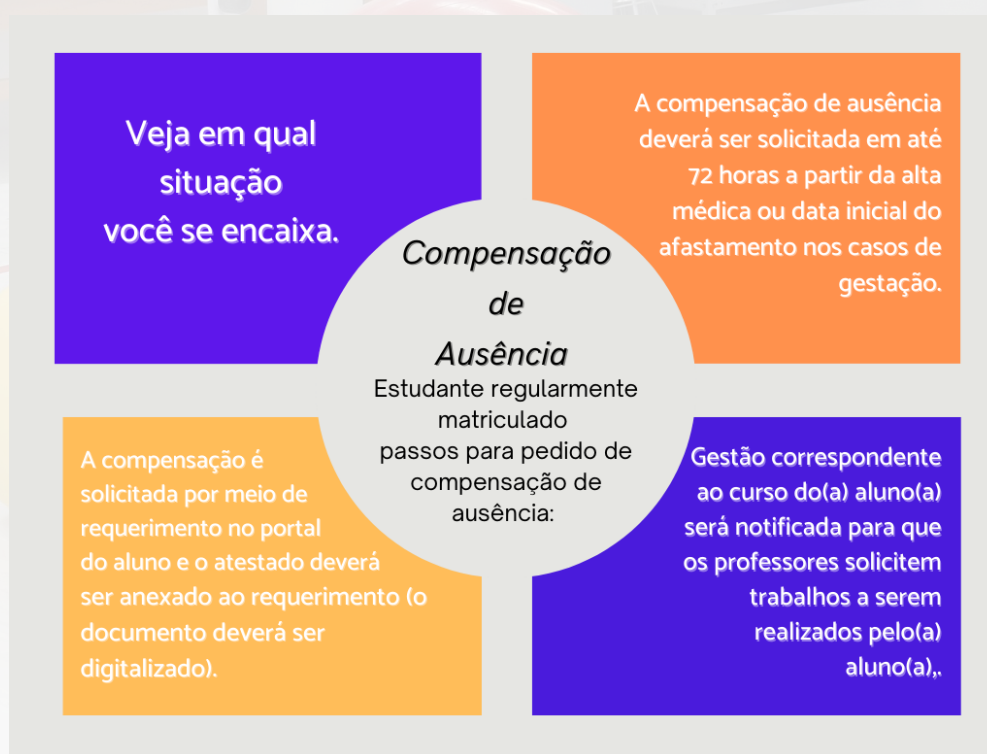 Veja em qual
situação
você se encaixa.
A compensação de ausência
deverá ser solicitada em até
72 horas a partir da alta
médica ou data inicial do
afastamento nos casos de
gestação.
Compensação
de
Ausência
Estudante regularmente
matriculado
passos para pedido de
compensação de
ausência:
A compensação é
solicitada por meio de
requerimento no portal
do aluno e o atestado deverá
ser anexado ao requerimento (o
documento deverá ser
digitalizado).
Gestão correspondente
ao curso do(a) aluno(a)
será notificada para que
os professores solicitem
trabalhos a serem
realizados pelo(a)
aluno(a),.